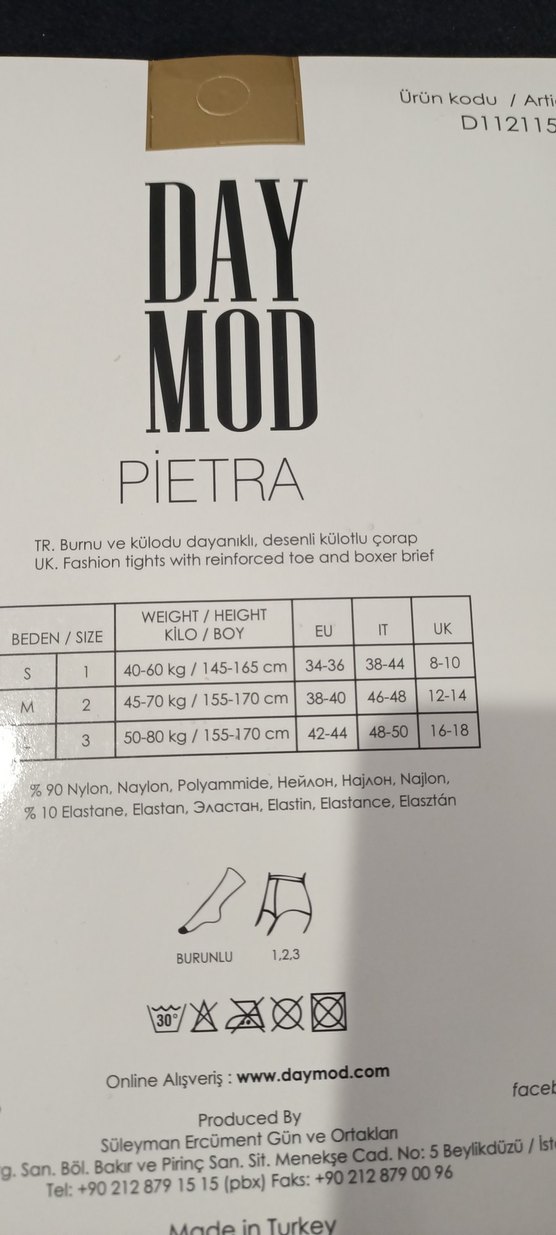 Ürün kodu / Arti
D112115
DAY
MOD
PiETRA
TR. Burnu ve külodu dayanıklı, desenli külotlu çorap
UK. Fashion tights with reinforced toe and boxer brief
BEDEN / SIZE WEIGHT / HEIGHT KİLO / BOY EU IT UK
S 1 40-60 kg / 145-165 cm 34-36 38-44 8-10
M 2 45-70 kg / 155-170 cm 38-40 46-48 12-14
3 50-80 kg / 155-170 cm 42-44 48-50 16-18
% 90 Nylon, Naylon, Polyammide, Нейлон, Најлон, Najlon,
% 10 Elastane, Elastan, Эластан, Elastin, Elastance, Elasztán
BURUNLU 1,2,3
30°
Online Alışveriş : www.daymod.com
faceb
Produced By
Süleyman Ercüment Gün ve Ortakları
g. San. Böl. Bakır ve Pirinç San. Sit. Menekşe Cad. No: 5 Beylikdüzü / İst
Tel: +90 212 879 15 15 (pbx) Faks: +90 212 879 00 96
Made in Turkey